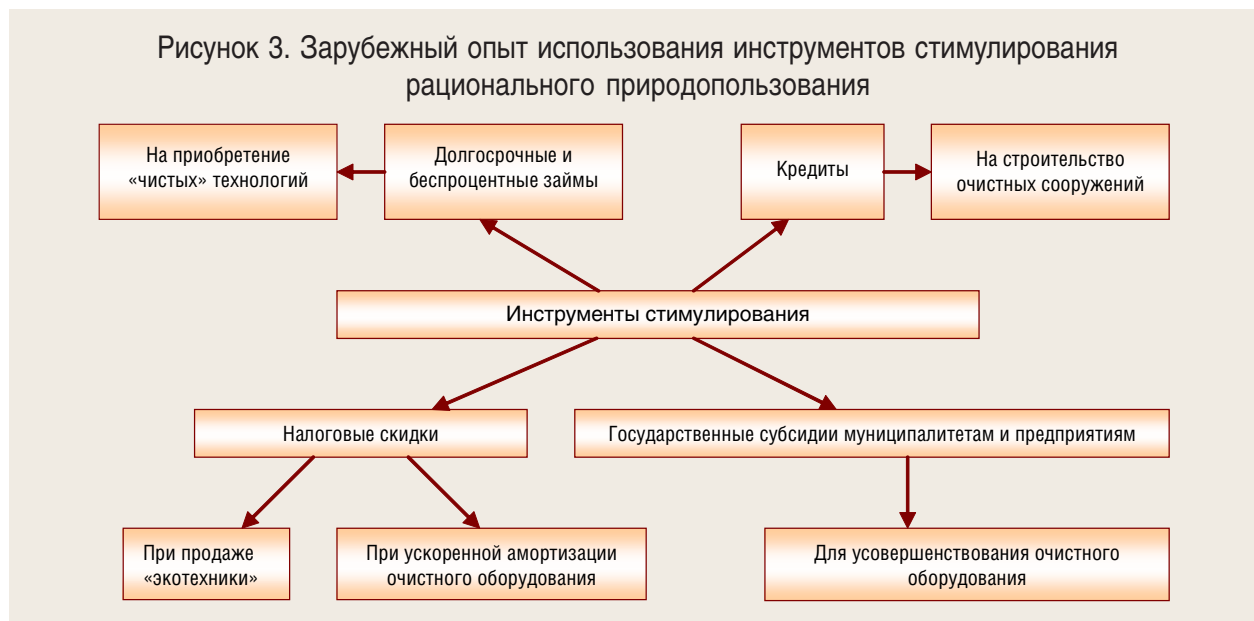 Рисунок 3. Зарубежный опыт использования инструментов стимулирования
рационального природопользования
На приобретение
«чистых» технологий
Долгосрочные и
беспроцентные займы
Кредиты
На строительство
очистных сооружений
Инструменты стимулирования
Налоговые скидки
Государственные субсидии муниципалитетам и предприятиям
При продаже
«экотехники»
При ускоренной амортизации
очистного оборудования
Для усовершенствования очистного
оборудования